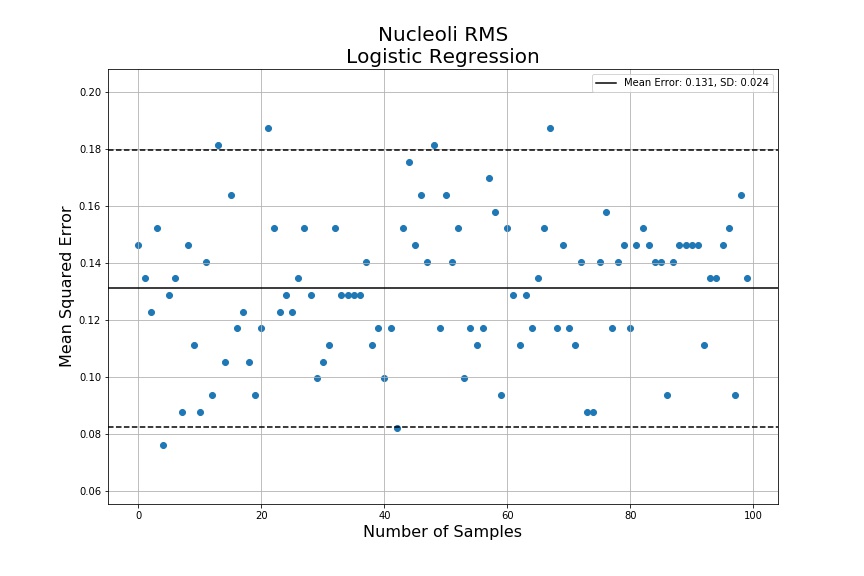 Nucleoli RMS
Logistic Regression
Mean Error: 0.131, SD: 0.024
Mean Squared Error
0.20
0.18
0.16
0.14
0.12
0.10
0.08
0.06
0 20 40 60 80 100
Number of Samples